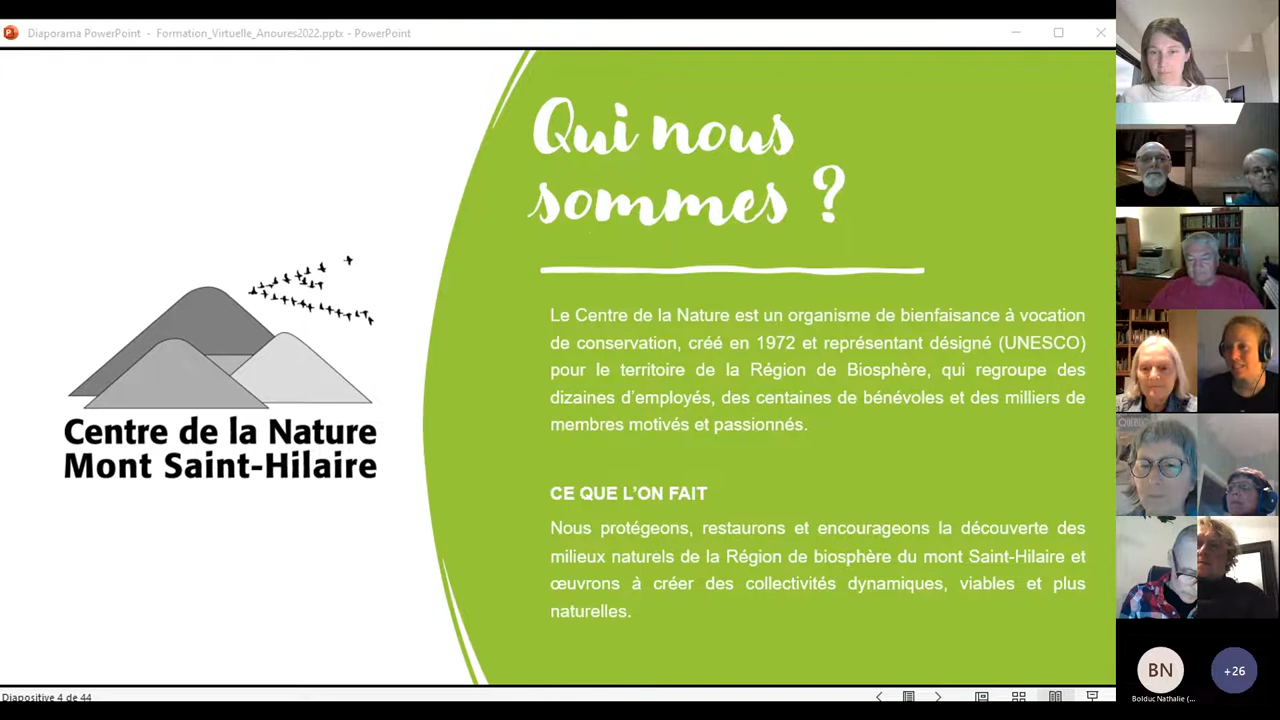 Diaporama PowerPoint - Formation_Virtuelle_Anoures2022.pptx - PowerPoint
Qui nous
sommes ?
Le Centre de la Nature est un organisme de bienfaisance à vocation
de conservation, créé en 1972 et représentant désigné (UNESCO)
pour le territoire de la Région de Biosphère, qui regroupe des
dizaines d'employés, des centaines de bénévoles et des milliers de
membres motivés et passionnés.
CE QUE L'ON FAIT
Nous protégeons, restaurons et encourageons la découverte des
milieux naturels de la Région de biosphère du mont Saint-Hilaire et
œuvrons à créer des collectivités dynamiques, viables et plus
naturelles.
Centre de la Nature
Mont Saint-Hilaire
QUÉBEC
BN
+26
Bolduc Nathalie (...
Diapositive 4 de 44